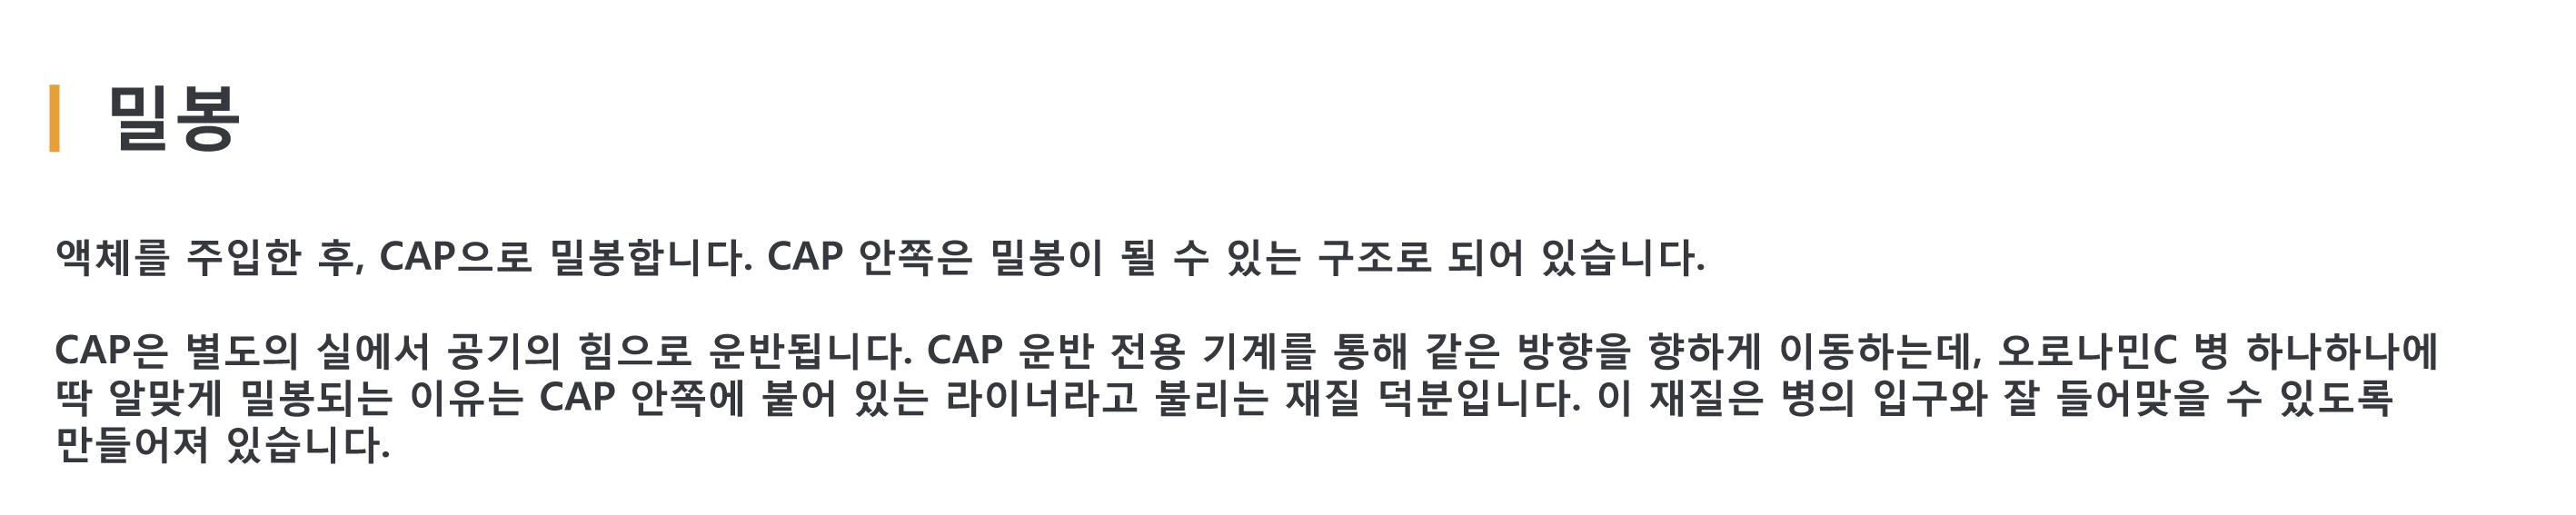 밀봉
액체를 주입한 후, CAP으로 밀봉합니다. CAP 안쪽은 밀봉이 될 수 있는 구조로 되어 있습니다.
CAP은 별도의 실에서 공기의 힘으로 운반됩니다. CAP 운반 전용 기계를 통해 같은 방향을 향하게 이동하는데, 오로나민C 병 하나하나에
딱 알맞게 밀봉되는 이유는 CAP 안쪽에 붙어 있는 라이너라고 불리는 재질 덕분입니다. 이 재질은 병의 입구와 잘 들어맞을 수 있도록
만들어져 있습니다.